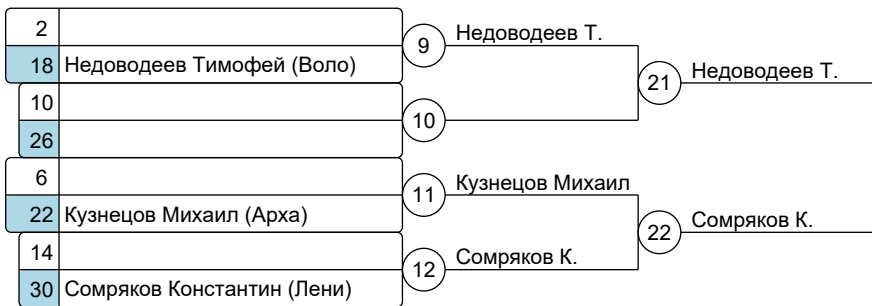 2
9 Недоводеев Т.
18 Недоводеев Тимофей (Воло)
21 Недоводеев Т.
10
10
26
6
11 Кузнецов Михаил
22 Кузнецов Михаил (Арха)
22 Сомряков К.
14
12 Сомряков К.
30 Сомряков Константин (Лени)